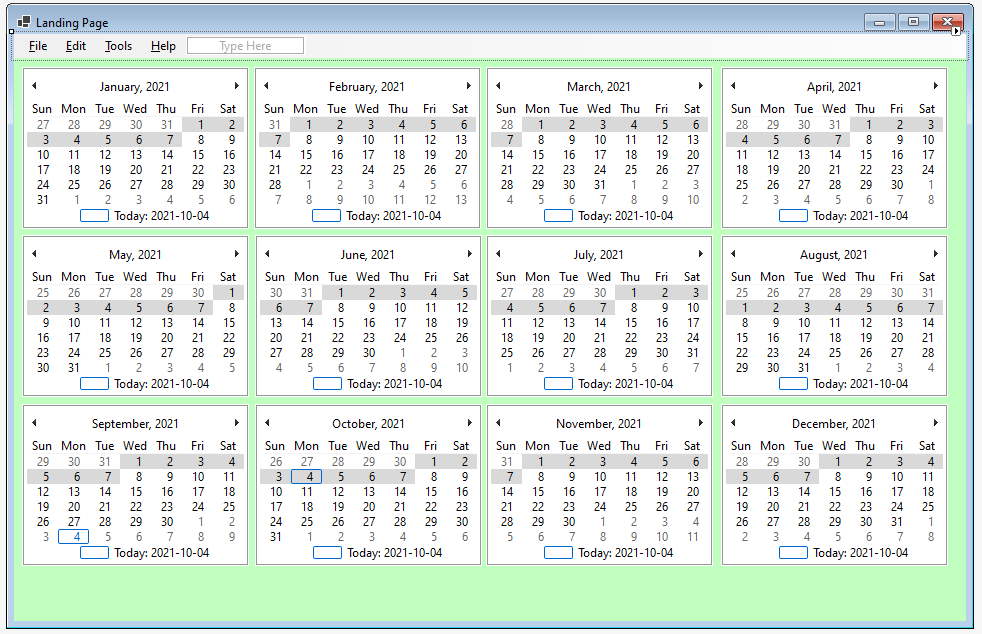 Landing Page
File Edit Tools Help Type Here
January, 2021
Sun Mon Tue Wed Thu Fri Sat
27 28 29 30 31 1 2
3 4 5 6 7 8 9
10 11 12 13 14 15 16
17 18 19 20 21 22 23
24 25 26 27 28 29 30
31 1 2 3 4 5 6
Today: 2021-10-04
February, 2021
Sun Mon Tue Wed Thu Fri Sat
31 1 2 3 4 5 6
7 8 9 10 11 12 13
14 15 16 17 18 19 20
21 22 23 24 25 26 27
28 1 2 3 4 5 6
7 8 9 10 11 12 13
Today: 2021-10-04
March, 2021
Sun Mon Tue Wed Thu Fri Sat
28 1 2 3 4 5 6
7 8 9 10 11 12 13
14 15 16 17 18 19 20
21 22 23 24 25 26 27
28 29 30 31 1 2 3
4 5 6 7 8 9 10
Today: 2021-10-04
April, 2021
Sun Mon Tue Wed Thu Fri Sat
28 29 30 31 1 2 3
4 5 6 7 8 9 10
11 12 13 14 15 16 17
18 19 20 21 22 23 24
25 26 27 28 29 30 1
2 3 4 5 6 7 8
Today: 2021-10-04
May, 2021
Sun Mon Tue Wed Thu Fri Sat
25 26 27 28 29 30 1
2 3 4 5 6 7 8
9 10 11 12 13 14 15
16 17 18 19 20 21 22
23 24 25 26 27 28 29
30 31 1 2 3 4 5
Today: 2021-10-04
June, 2021
Sun Mon Tue Wed Thu Fri Sat
30 31 1 2 3 4 5
6 7 8 9 10 11 12
13 14 15 16 17 18 19
20 21 22 23 24 25 26
27 28 29 30 1 2 3
4 5 6 7 8 9 10
Today: 2021-10-04
July, 2021
Sun Mon Tue Wed Thu Fri Sat
27 28 29 30 1 2 3
4 5 6 7 8 9 10
11 12 13 14 15 16 17
18 19 20 21 22 23 24
25 26 27 28 29 30 31
1 2 3 4 5 6 7
Today: 2021-10-04
August, 2021
Sun Mon Tue Wed Thu Fri Sat
25 26 27 28 29 30 31
1 2 3 4 5 6 7
8 9 10 11 12 13 14
15 16 17 18 19 20 21
22 23 24 25 26 27 28
29 30 31 1 2 3 4
Today: 2021-10-04
September, 2021
Sun Mon Tue Wed Thu Fri Sat
29 30 31 1 2 3 4
5 6 7 8 9 10 11
12 13 14 15 16 17 18
19 20 21 22 23 24 25
26 27 28 29 30 1 2
3 4 5 6 7 8 9
Today: 2021-10-04
October, 2021
Sun Mon Tue Wed Thu Fri Sat
26 27 28 29 30 1 2
3 4 5 6 7 8 9
10 11 12 13 14 15 16
17 18 19 20 21 22 23
24 25 26 27 28 29 30
31 1 2 3 4 5 6
Today: 2021-10-04
November, 2021
Sun Mon Tue Wed Thu Fri Sat
31 1 2 3 4 5 6
7 8 9 10 11 12 13
14 15 16 17 18 19 20
21 22 23 24 25 26 27
28 29 30 1 2 3 4
5 6 7 8 9 10 11
Today: 2021-10-04
December, 2021
Sun Mon Tue Wed Thu Fri Sat
28 29 30 1 2 3 4
5 6 7 8 9 10 11
12 13 14 15 16 17 18
19 20 21 22 23 24 25
26 27 28 29 30 31 1
2 3 4 5 6 7 8
Today: 2021-10-04